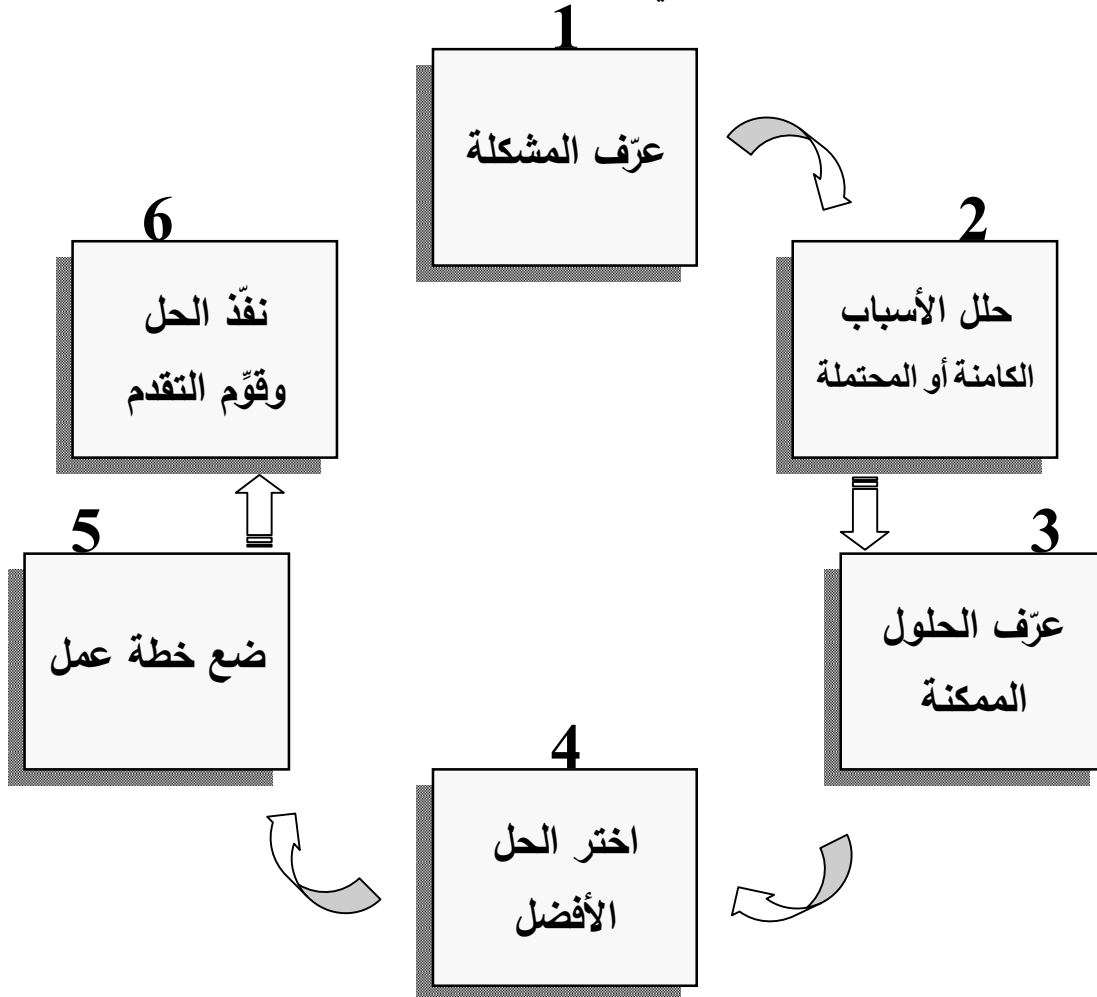 1
عرّف المشكلة
2
حلل الأسباب
الكامنة أو المحتملة
3
عرّف الحلول
الممكنة
4
اختر الحل
الأفضل
5
ضع خطة عمل
6
نفّذ الحل
وقوِّم التقدم